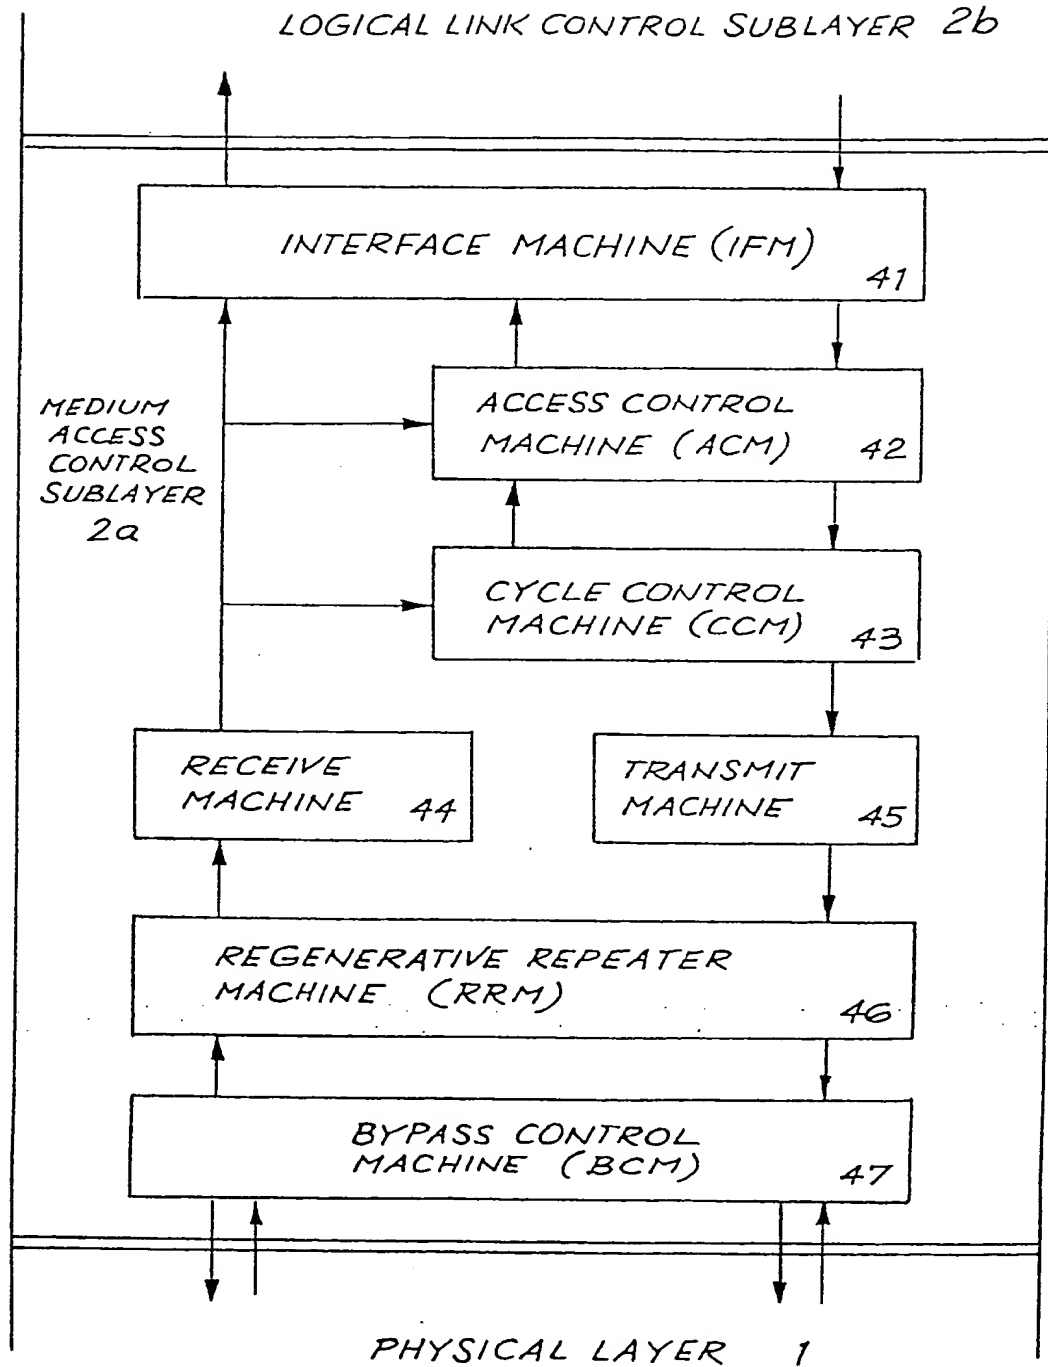 LOGICAL LINK CONTROL SUBLAYER 2b
INTERFACE MACHINE (IFM)
41
MEDIUM
ACCESS
CONTROL
SUBLAYER
2a
ACCESS CONTROL
MACHINE (ACM)
42
CYCLE CONTROL
MACHINE (CCM)
43
RECEIVE
MACHINE
44
TRANSMIT
MACHINE
45
REGENERATIVE REPEATER
MACHINE (RRM)
46
BYPASS CONTROL
MACHINE (BCM)
47
PHYSICAL LAYER 1